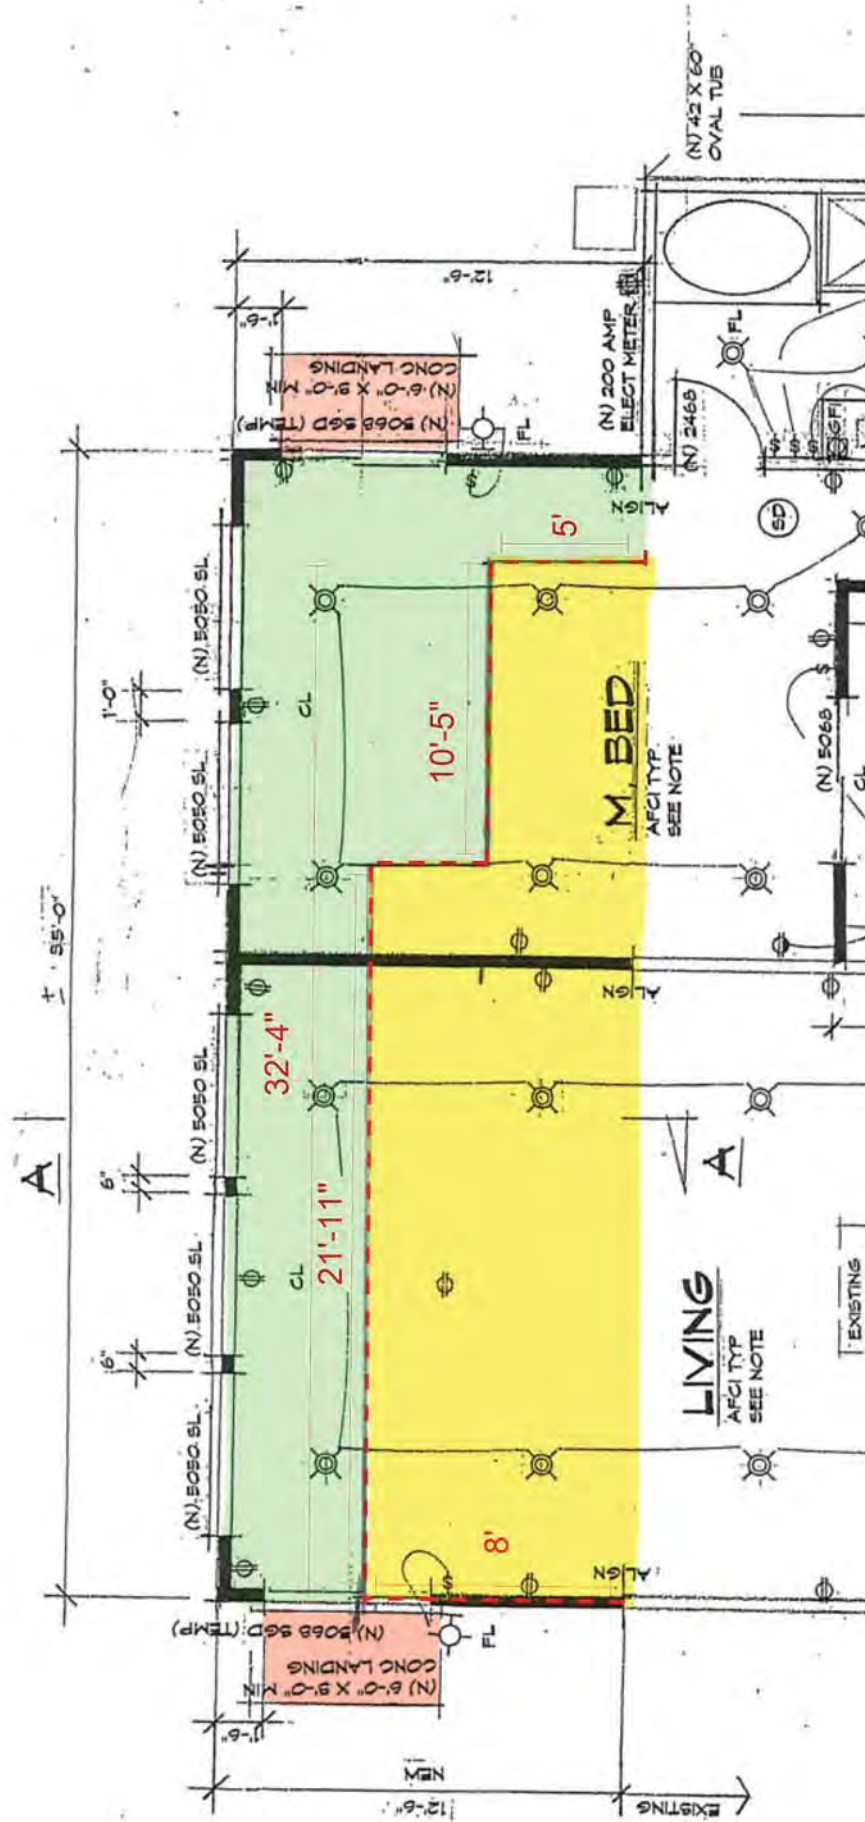 (N) 42 X 60"
OVAL TUB
12'-6"
1'-6"
(N) 6'-0" X 3'-0" MIN
CONC LANDING
(N) 5068 SGD (TEMP)
FL
(N) 200 AMP
ELECT METER
FL
(N) 2468
GFI
ALIGN
SD
5'
(N) 5050 SL
CL
1'-0"
10'-5"
M. BED
AFCI TYP.
SEE NOTE
(N) 5068
S
CL
(N) 5050 SL
± 35'-0"
ALIGN
32'-4"
(N) 5050 SL
A
A
6"
21'-11"
CL
(N) 5050 SL
LIVING
AFCI TYP
SEE NOTE
EXISTING
6"
(N) 5050 SL
8'
ALIGN
(N) 5068 SGD (TEMP)
CONC LANDING
(N) 6'-0" X 3'-0" MIN
FL
1'-6"
NEW
12'-6"
EXISTING